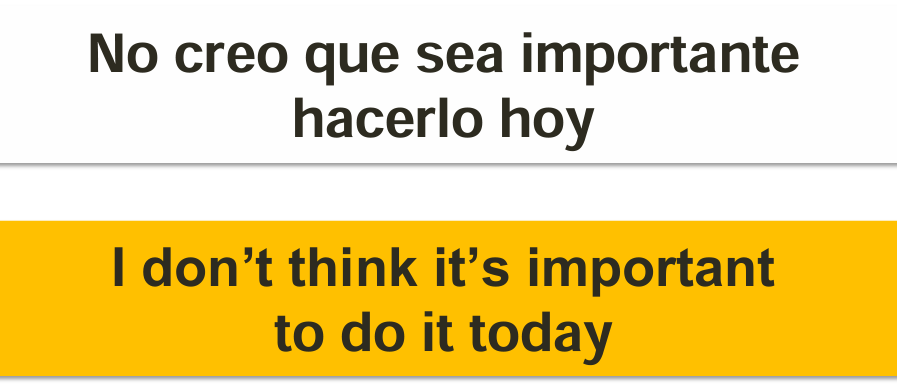 No creo que sea importante
hacerlo hoy
I don’t think it’s important
to do it today